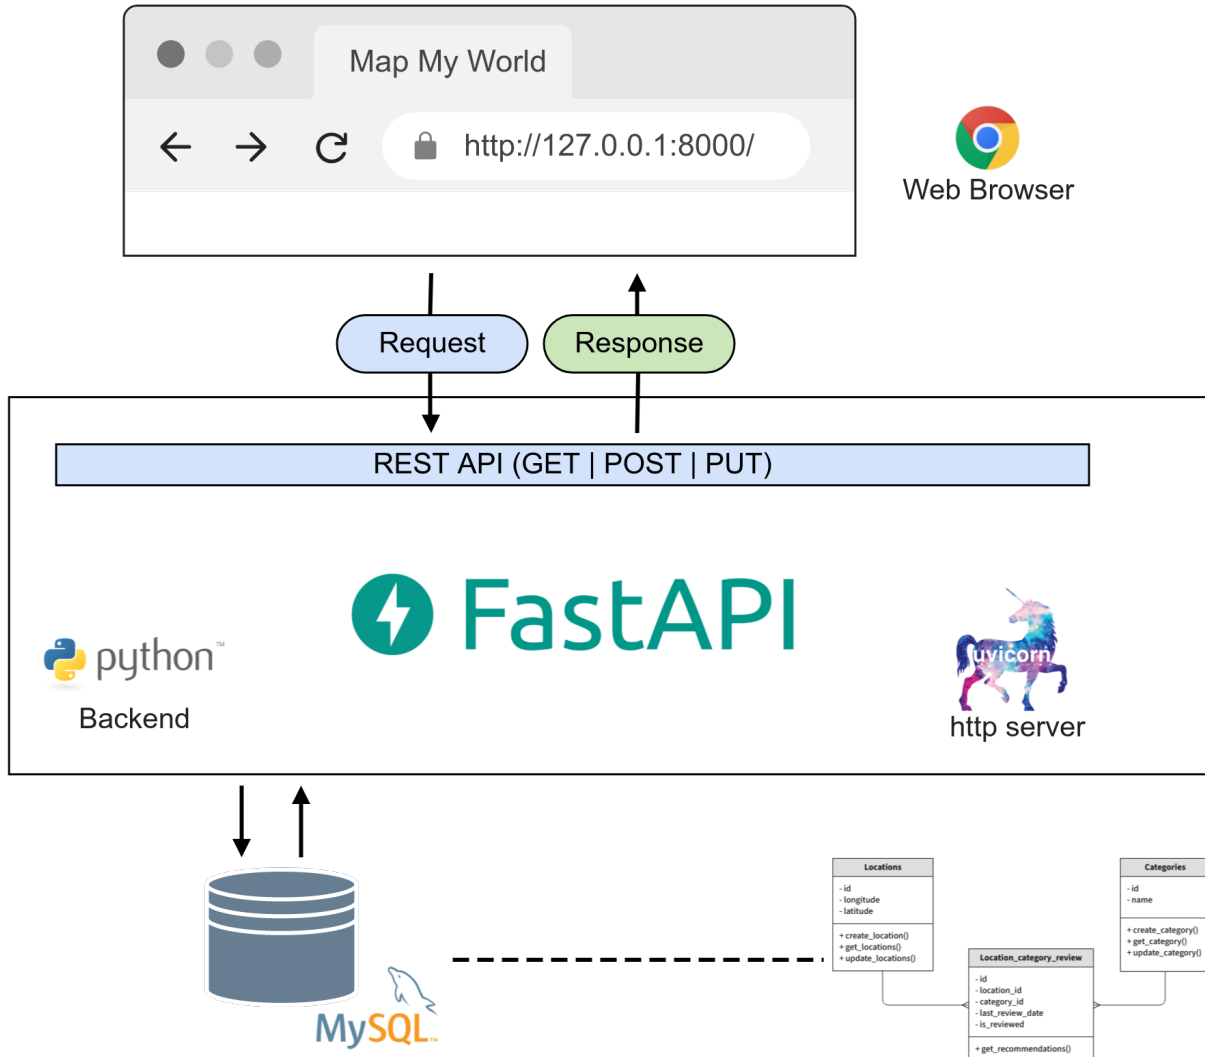 Map My World
http://127.0.0.1:8000/
Web Browser
Request
Response
REST API (GET | POST | PUT)
FastAPI
python™
Backend
uvicorn
http server
MySQL™
Locations
- id
- longitude
- latitude
+ create_location()
+ get_locations()
+ update_locations()
Categories
- id
- name
+ create_category()
+ get_category()
+ update_category()
Location_category_review
- id
- location_id
- category_id
- last_review_date
- is_reviewed
+ get_recommendations()